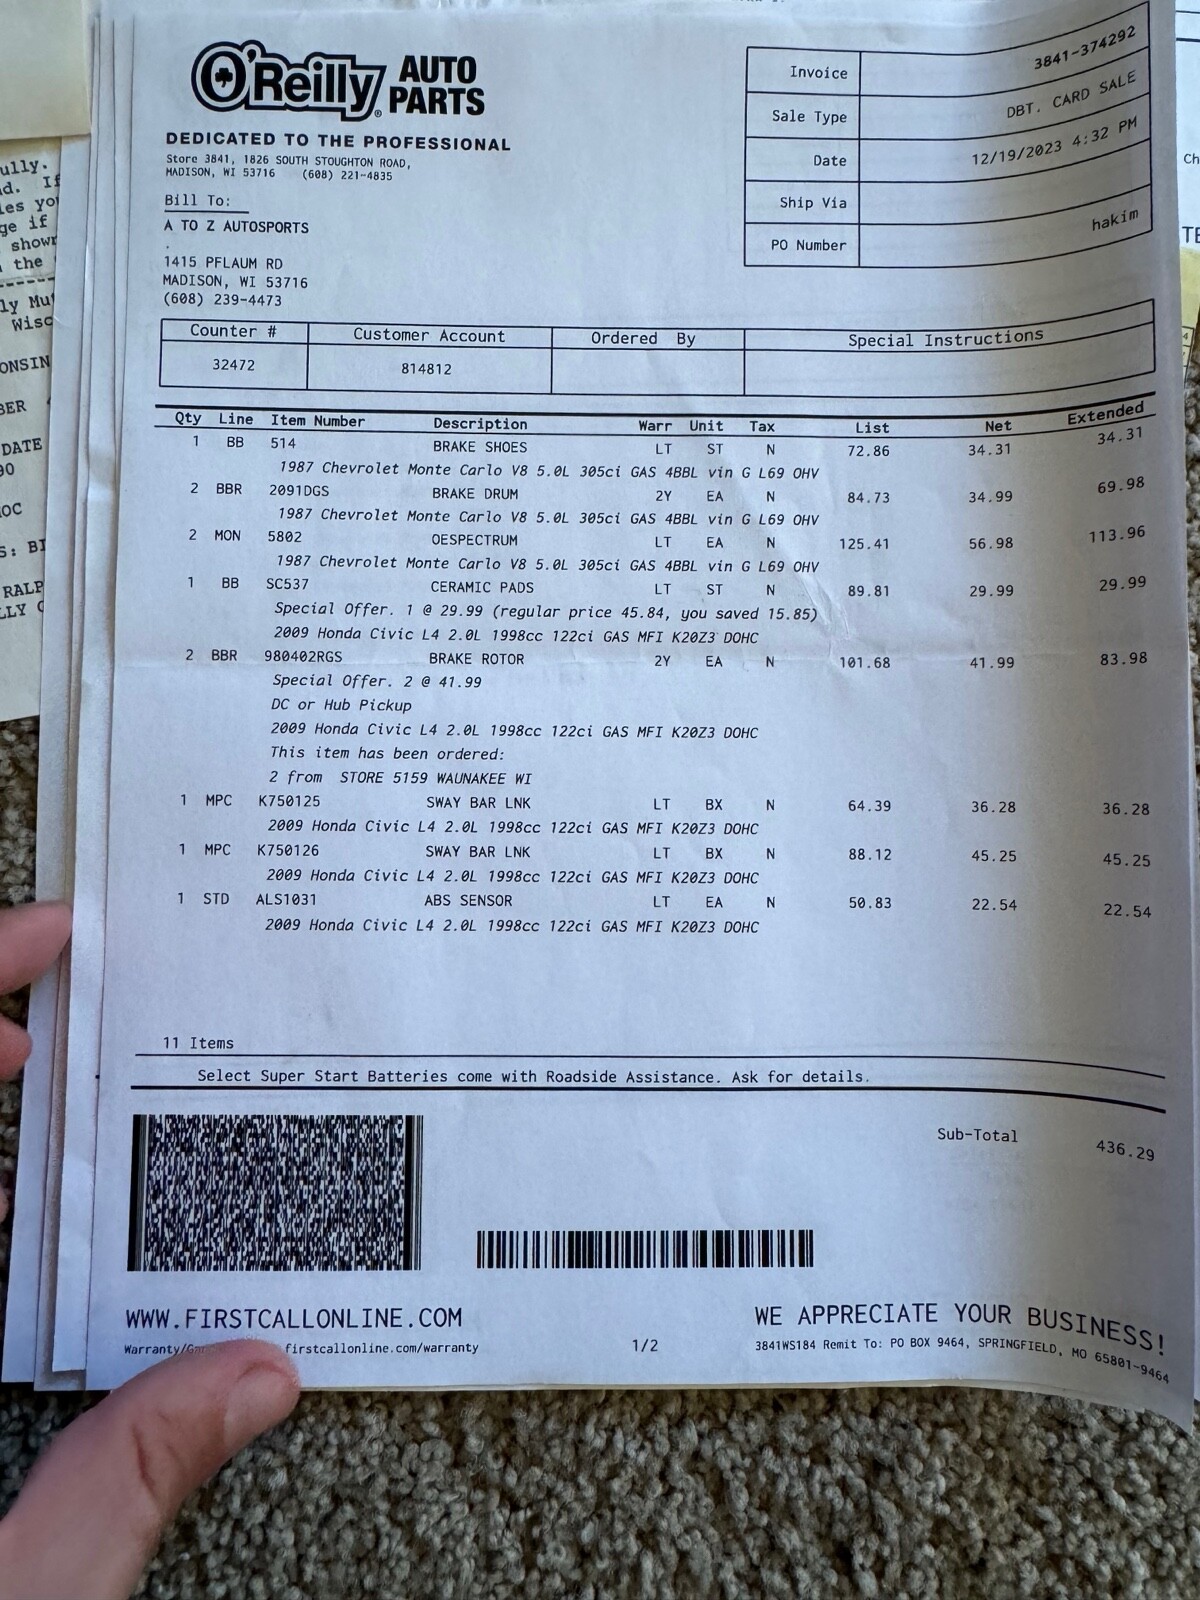 O'Reilly® AUTO PARTS
DEDICATED TO THE PROFESSIONAL
Store 3841, 1826 SOUTH STOUGHTON ROAD,
MADISON, WI 53716 (608) 221-4835
Invoice 3841-374292
Sale Type DBT. CARD SALE
Date 12/19/2023 4:32 PM
Ship Via
PO Number hakim
Bill To:
A TO Z AUTOSPORTS
.
1415 PFLAUM RD
MADISON, WI 53716
(608) 239-4473
Counter # Customer Account Ordered By Special Instructions
32472 814812
Qty Line Item Number Description Warr Unit Tax List Net Extended
1 BB 514 BRAKE SHOES LT ST N 72.86 34.31 34.31
1987 Chevrolet Monte Carlo V8 5.0L 305ci GAS 4BBL vin G L69 OHV
2 BBR 2091DGS BRAKE DRUM 2Y EA N 84.73 34.99 69.98
1987 Chevrolet Monte Carlo V8 5.0L 305ci GAS 4BBL vin G L69 OHV
2 MON 5802 OESPECTRUM LT EA N 125.41 56.98 113.96
1987 Chevrolet Monte Carlo V8 5.0L 305ci GAS 4BBL vin G L69 OHV
1 BB SC537 CERAMIC PADS LT ST N 89.81 29.99 29.99
Special Offer. 1 @ 29.99 (regular price 45.84, you saved 15.85)
2009 Honda Civic L4 2.0L 1998cc 122ci GAS MFI K20Z3 DOHC
2 BBR 980402RGS BRAKE ROTOR 2Y EA N 101.68 41.99 83.98
Special Offer. 2 @ 41.99
DC or Hub Pickup
2009 Honda Civic L4 2.0L 1998cc 122ci GAS MFI K20Z3 DOHC
This item has been ordered:
2 from STORE 5159 WAUNAKEE WI
1 MPC K750125 SWAY BAR LNK LT BX N 64.39 36.28 36.28
2009 Honda Civic L4 2.0L 1998cc 122ci GAS MFI K20Z3 DOHC
1 MPC K750126 SWAY BAR LNK LT BX N 88.12 45.25 45.25
2009 Honda Civic L4 2.0L 1998cc 122ci GAS MFI K20Z3 DOHC
1 STD ALS1031 ABS SENSOR LT EA N 50.83 22.54 22.54
2009 Honda Civic L4 2.0L 1998cc 122ci GAS MFI K20Z3 DOHC
11 Items
Select Super Start Batteries come with Roadside Assistance. Ask for details.
Sub-Total 436.29
WWW.FIRSTCALLONLINE.COM
WE APPRECIATE YOUR BUSINESS!
firstcallonline.com/warranty
1/2
3841WS184 Remit To: PO BOX 9464, SPRINGFIELD, MO 65801-9464